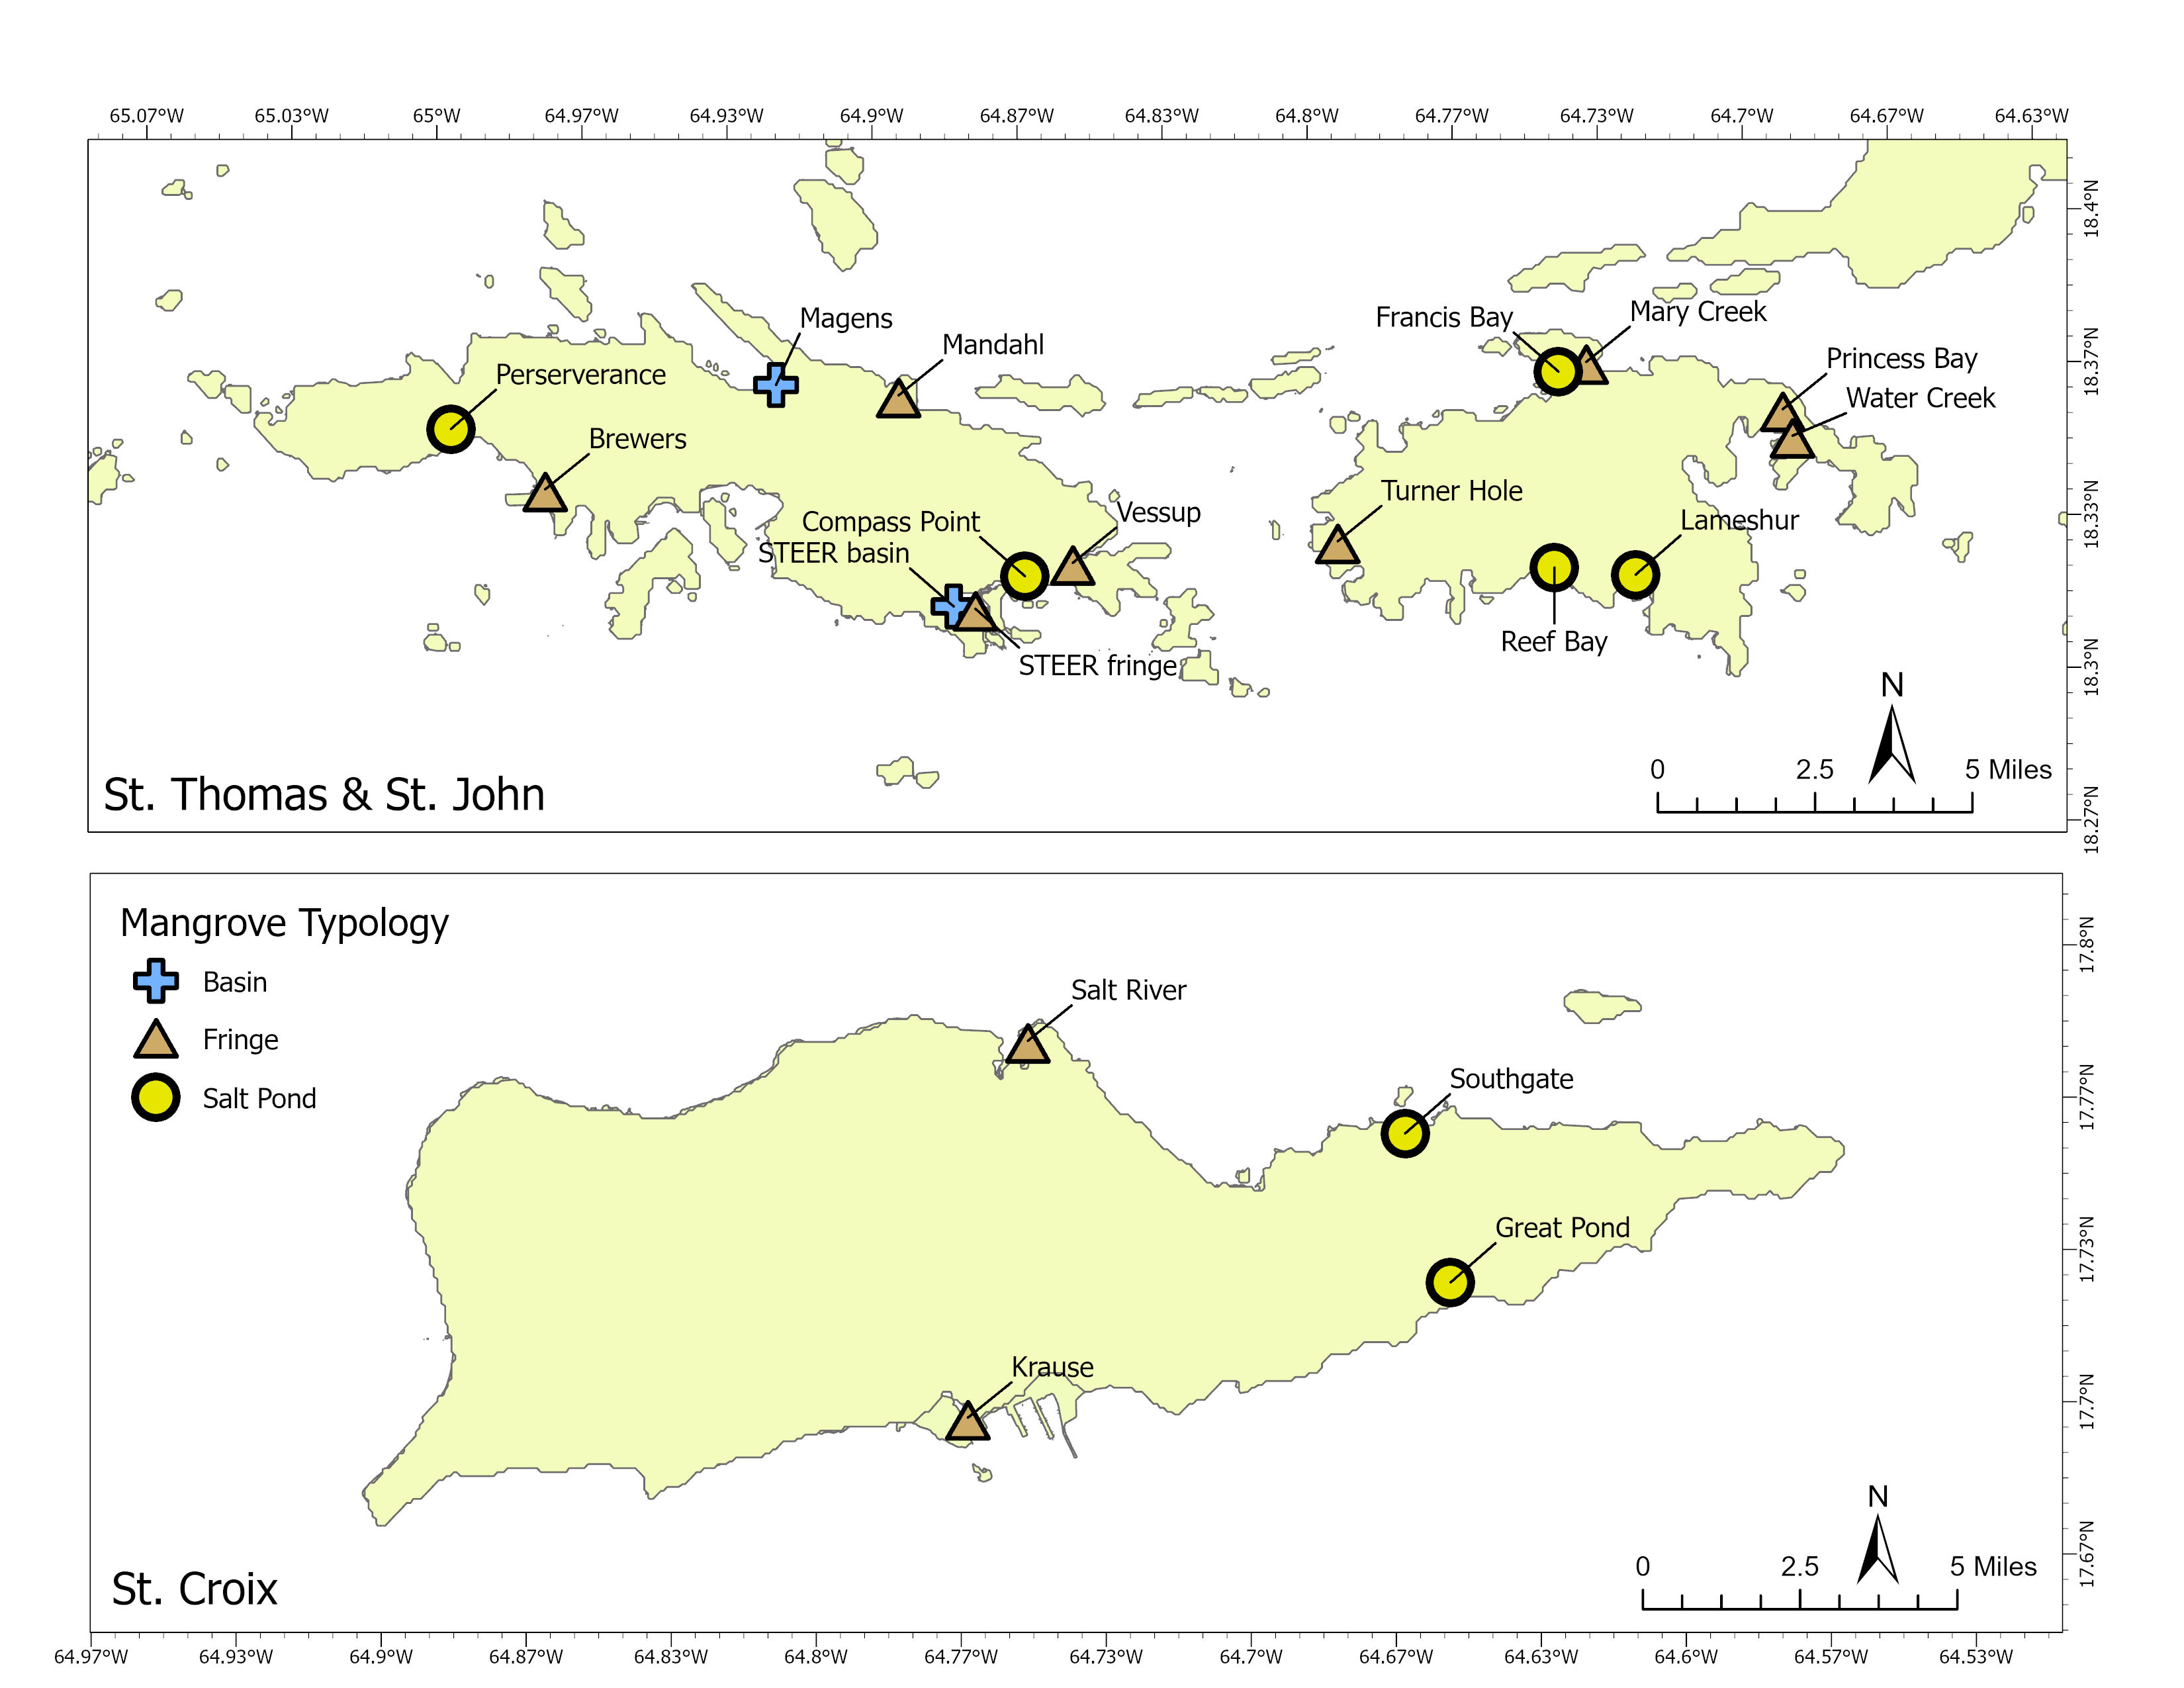 65.07°W 65.03°W 65°W 64.97°W 64.93°W 64.9°W 64.87°W 64.83°W 64.8°W 64.77°W 64.73°W 64.7°W 64.67°W 64.63°W
18.4°N
18.37°N
18.33°N
18.3°N
18.27°N
Magens
Mandahl
Perserverance
Brewers
Compass Point
STEER basin
Vessup
STEER fringe
Francis Bay
Mary Creek
Princess Bay
Water Creek
Turner Hole
Lameshur
Reef Bay
N
0 2.5 5 Miles
St. Thomas & St. John
Mangrove Typology
Basin
Fringe
Salt Pond
Salt River
Southgate
Great Pond
Krause
17.8°N
17.77°N
17.73°N
17.7°N
17.67°N
N
0 2.5 5 Miles
St. Croix
64.97°W 64.93°W 64.9°W 64.87°W 64.83°W 64.8°W 64.77°W 64.73°W 64.7°W 64.67°W 64.63°W 64.6°W 64.57°W 64.53°W